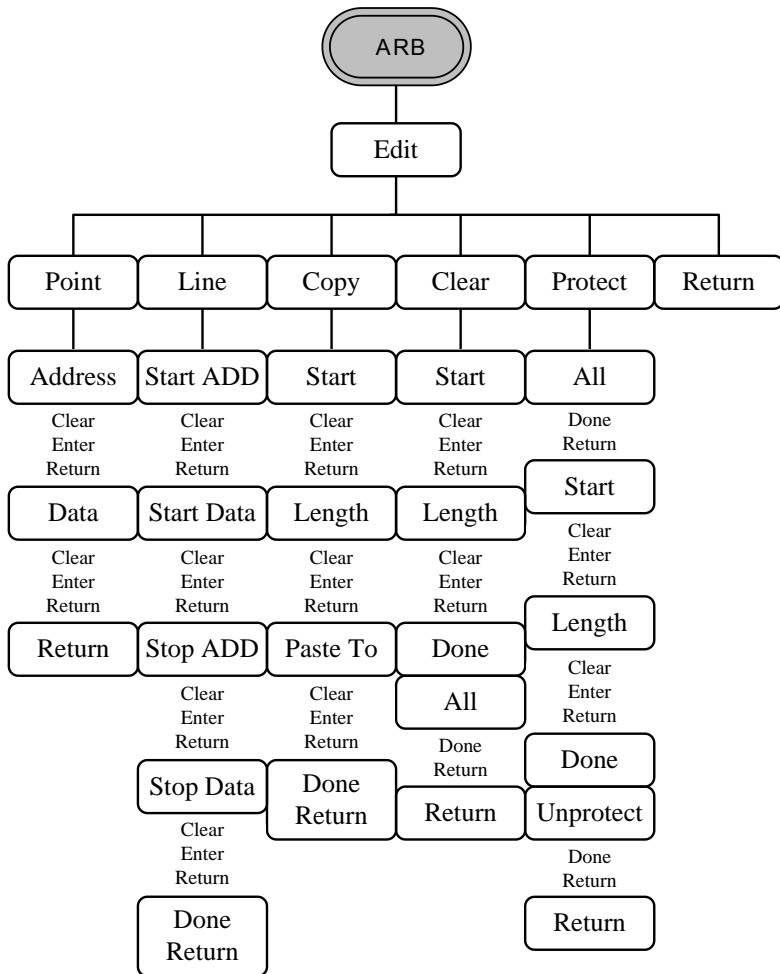 ARB
Edit
Point
Line
Copy
Clear
Protect
Return
Address
Clear
Enter
Return
Data
Clear
Enter
Return
Return
Start ADD
Clear
Enter
Return
Start Data
Clear
Enter
Return
Stop ADD
Clear
Enter
Return
Stop Data
Clear
Enter
Return
Done
Return
Start
Clear
Enter
Return
Length
Clear
Enter
Return
Paste To
Clear
Enter
Return
Done
Return
Start
Clear
Enter
Return
Length
Clear
Enter
Return
Done
All
Done
Return
Return
All
Done
Return
Start
Clear
Enter
Return
Length
Clear
Enter
Return
Done
Unprotect
Done
Return
Return